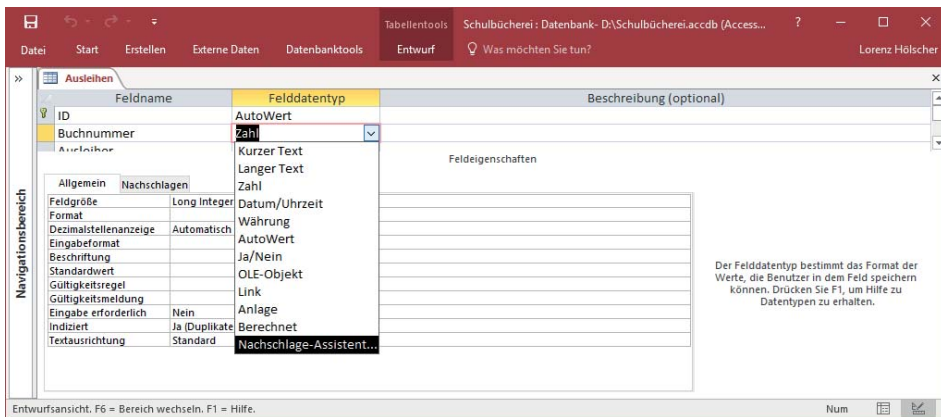 Tabellentools Schulbücherei : Datenbank- D:\Schulbücherei.accdb (Access... ?
Datei Start Erstellen Externe Daten Datenbanktools Entwurf Was möchten Sie tun? Lorenz Hölscher
» Ausleihen
Feldname Felddatentyp Beschreibung (optional)
ID AutoWert
Buchnummer Zahl
Ausleiher
Kurzer Text
Langer Text
Zahl
Datum/Uhrzeit
Währung
AutoWert
Ja/Nein
OLE-Objekt
Link
Anlage
Berechnet
Nachschlage-Assistent...
Feldeigenschaften
Allgemein Nachschlagen
Feldgröße Long Integer
Format
Dezimalstellenanzeige Automatisch
Eingabeformat
Beschriftung
Standardwert
Gültigkeitsregel
Gültigkeitsmeldung
Eingabe erforderlich Nein
Indiziert Ja (Duplikate
Textausrichtung Standard
Der Felddatentyp bestimmt das Format der
Werte, die Benutzer in dem Feld speichern
können. Drücken Sie F1, um Hilfe zu
Datentypen zu erhalten.
Navigationsbereich
Entwurfsansicht. F6 = Bereich wechseln. F1 = Hilfe. Num